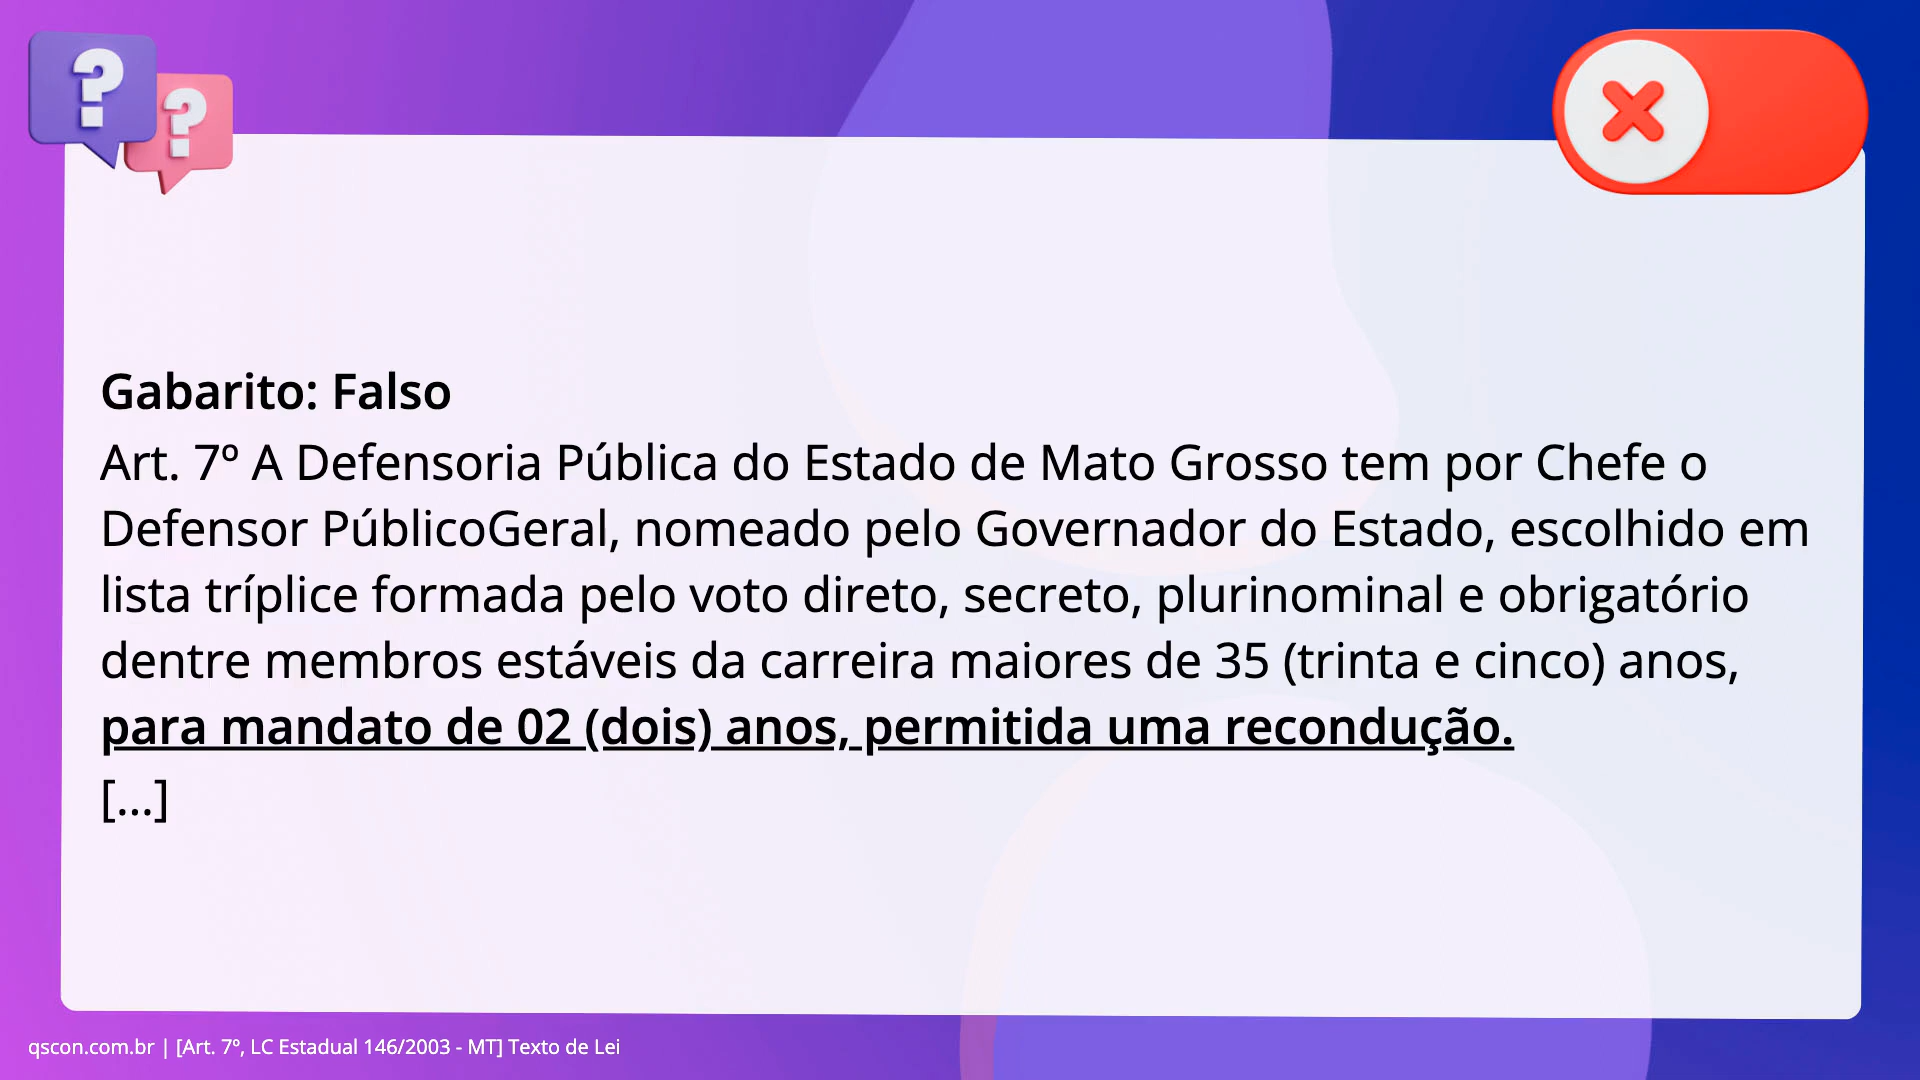 ?
?
Gabarito: Falso
Art. 7º A Defensoria Pública do Estado de Mato Grosso tem por Chefe o
Defensor PúblicoGeral, nomeado pelo Governador do Estado, escolhido em
lista tríplice formada pelo voto direto, secreto, plurinominal e obrigatório
dentre membros estáveis da carreira maiores de 35 (trinta e cinco) anos,
para mandato de 02 (dois) anos, permitida uma recondução.
[...]
qscon.com.br | [Art. 7º, LC Estadual 146/2003 - MT] Texto de Lei